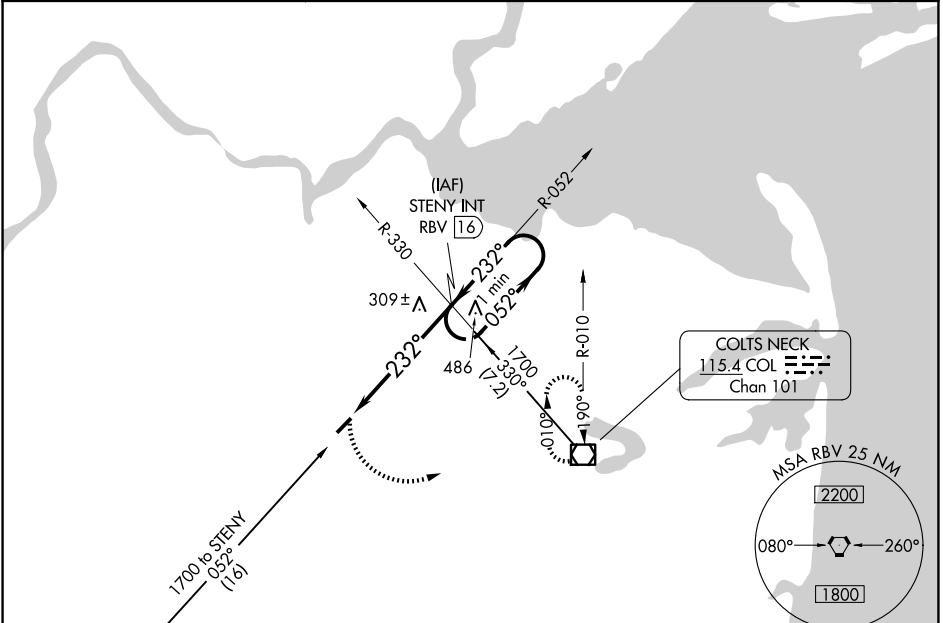 (IAF)
STENY INT
RBV 16
R-052
R-330
232°
1 min
052°
309±
486
R-010
1700
330°
(7.2)
232°
010°
190°
COLTS NECK
115.4 COL
Chan 101
1700 to STENY
052°
(16)
MSA RBV 25 NM
2200
080°
260°
1800